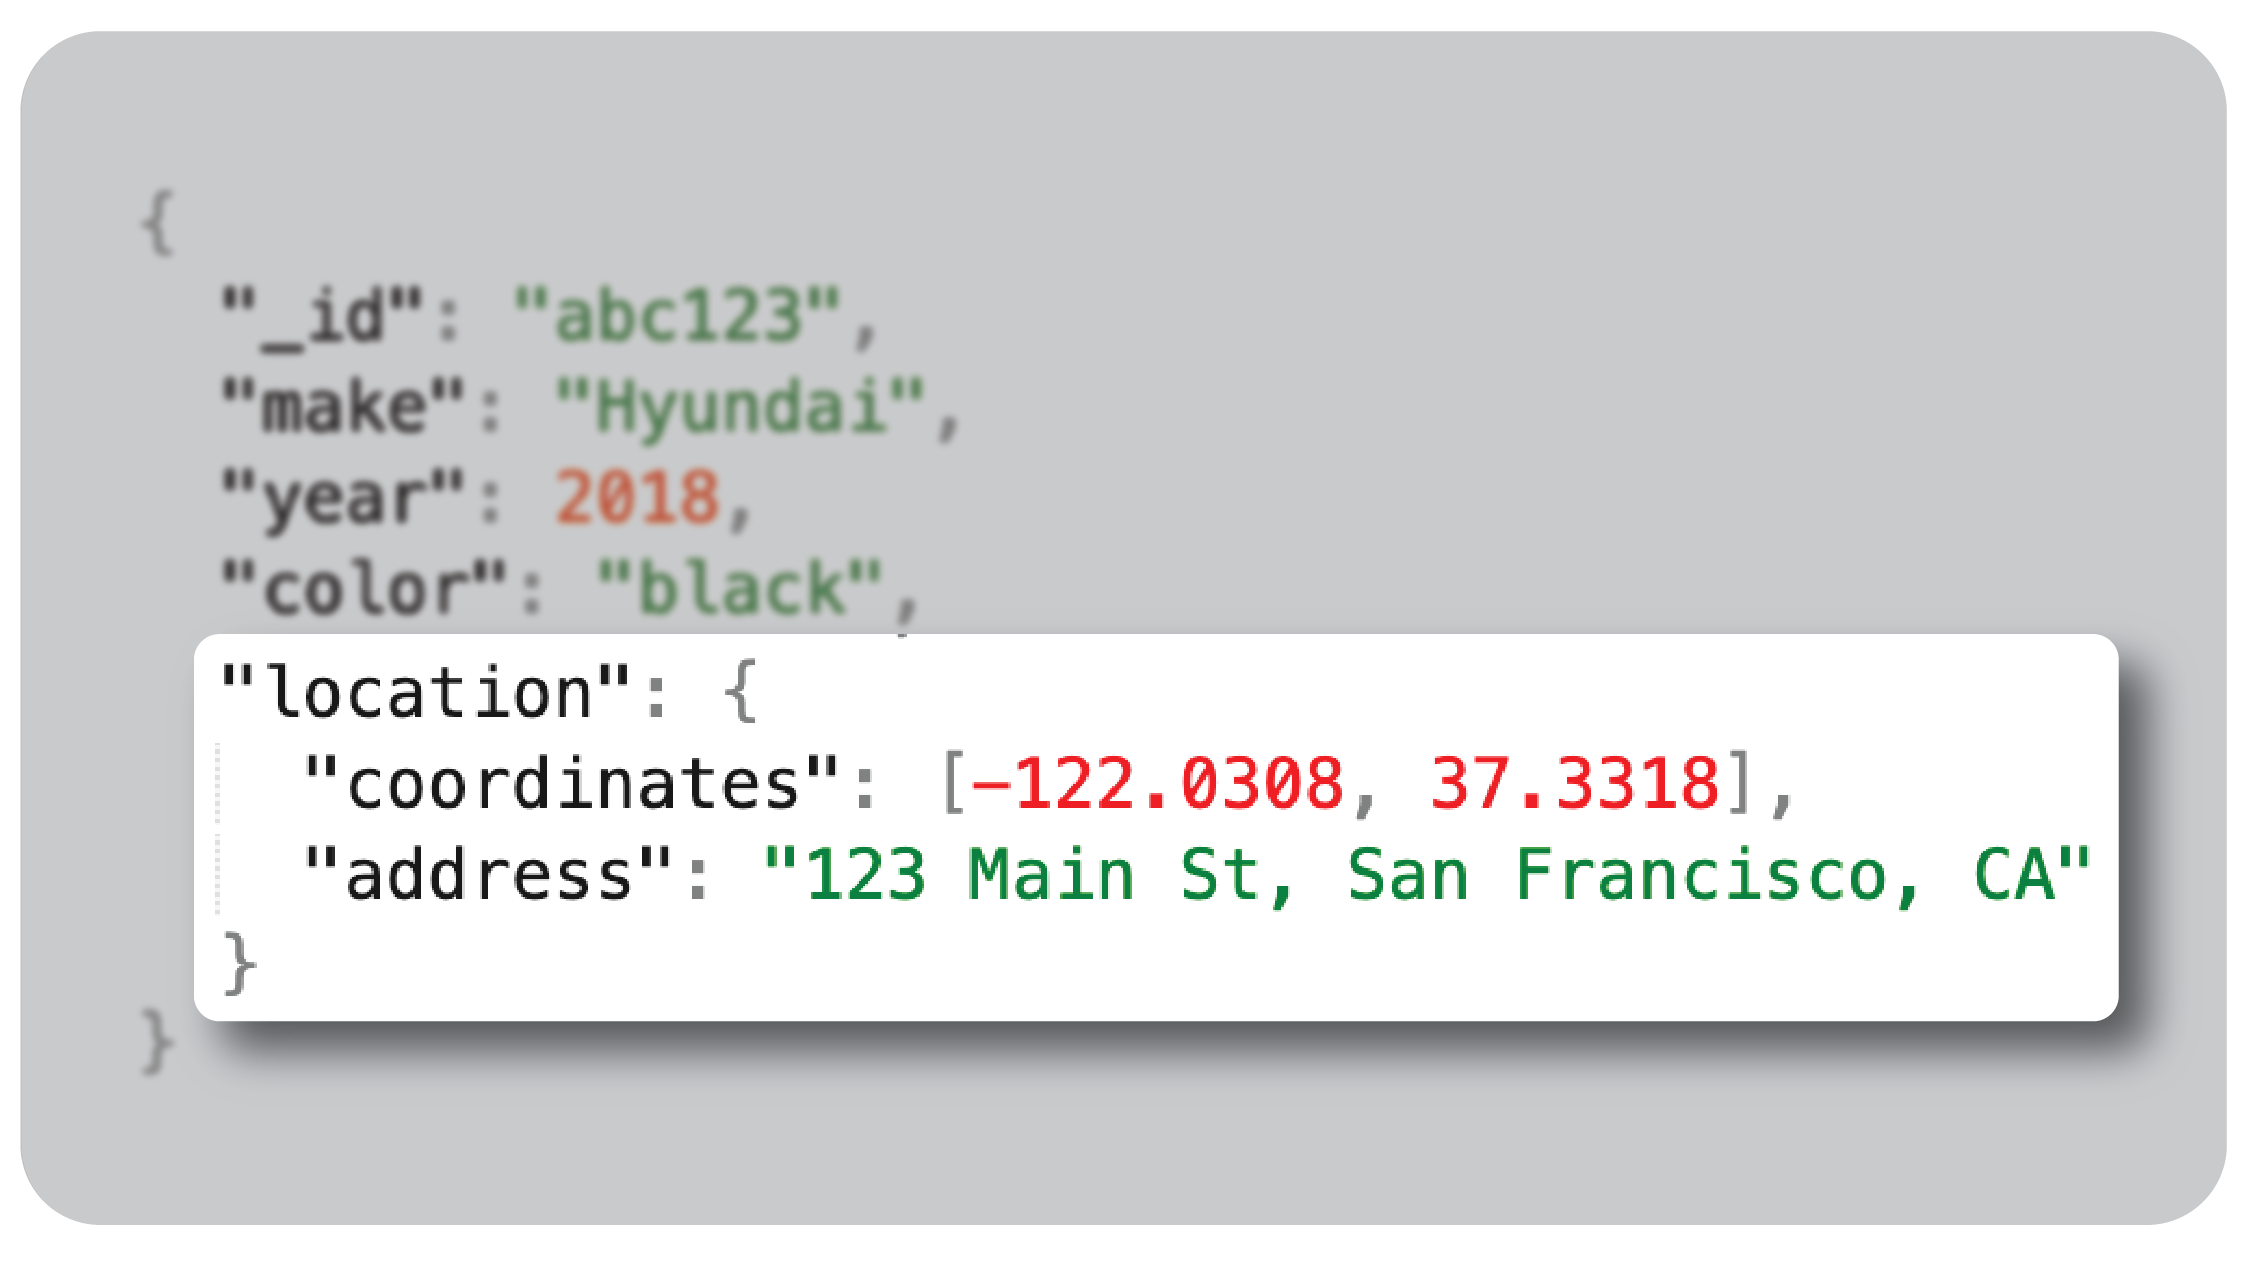 {
"_id": "abc123",
"make": "Hyundai",
"year": 2018,
"color": "black",
"location": {
"coordinates": [-122.0308, 37.3318],
"address": "123 Main St, San Francisco, CA"
}
}